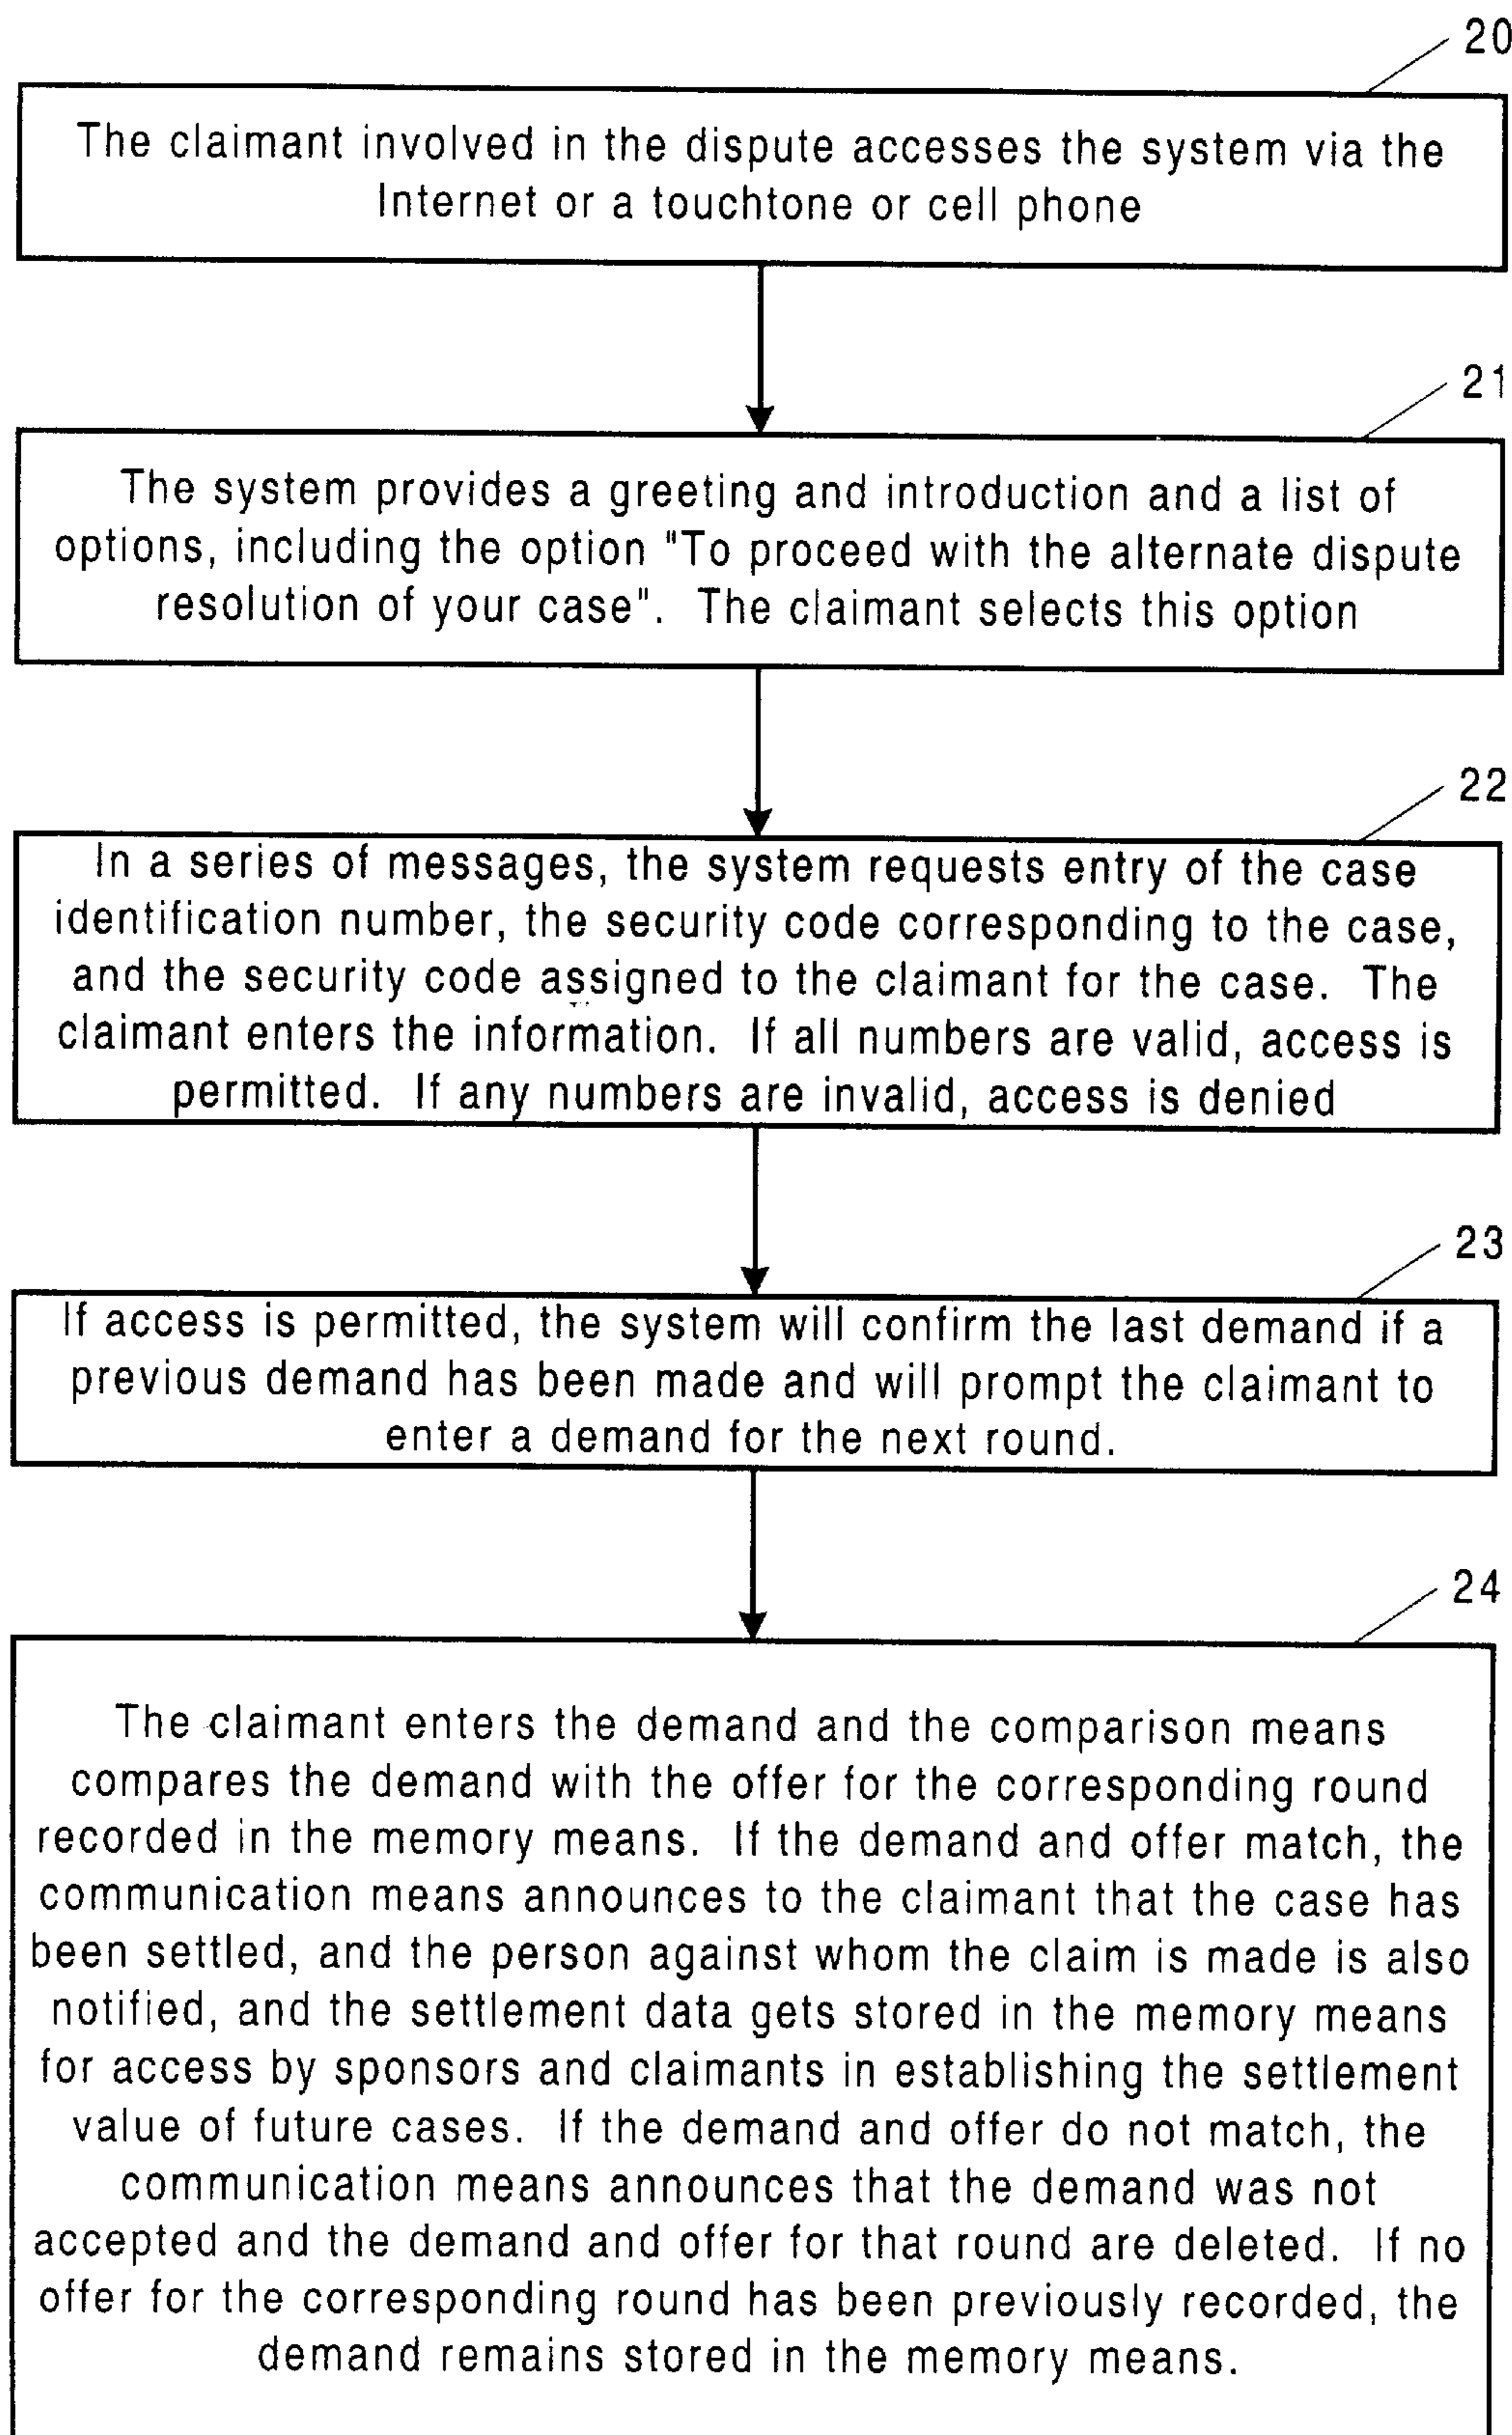 20
The claimant involved in the dispute accesses the system via the
Internet or a touchtone or cell phone
21
The system provides a greeting and introduction and a list of
options, including the option "To proceed with the alternate dispute
resolution of your case". The claimant selects this option
22
In a series of messages, the system requests entry of the case
identification number, the security code corresponding to the case,
and the security code assigned to the claimant for the case. The
claimant enters the information. If all numbers are valid, access is
permitted. If any numbers are invalid, access is denied
23
If access is permitted, the system will confirm the last demand if a
previous demand has been made and will prompt the claimant to
enter a demand for the next round.
24
The claimant enters the demand and the comparison means
compares the demand with the offer for the corresponding round
recorded in the memory means. If the demand and offer match, the
communication means announces to the claimant that the case has
been settled, and the person against whom the claim is made is also
notified, and the settlement data gets stored in the memory means
for access by sponsors and claimants in establishing the settlement
value of future cases. If the demand and offer do not match, the
communication means announces that the demand was not
accepted and the demand and offer for that round are deleted. If no
offer for the corresponding round has been previously recorded, the
demand remains stored in the memory means.